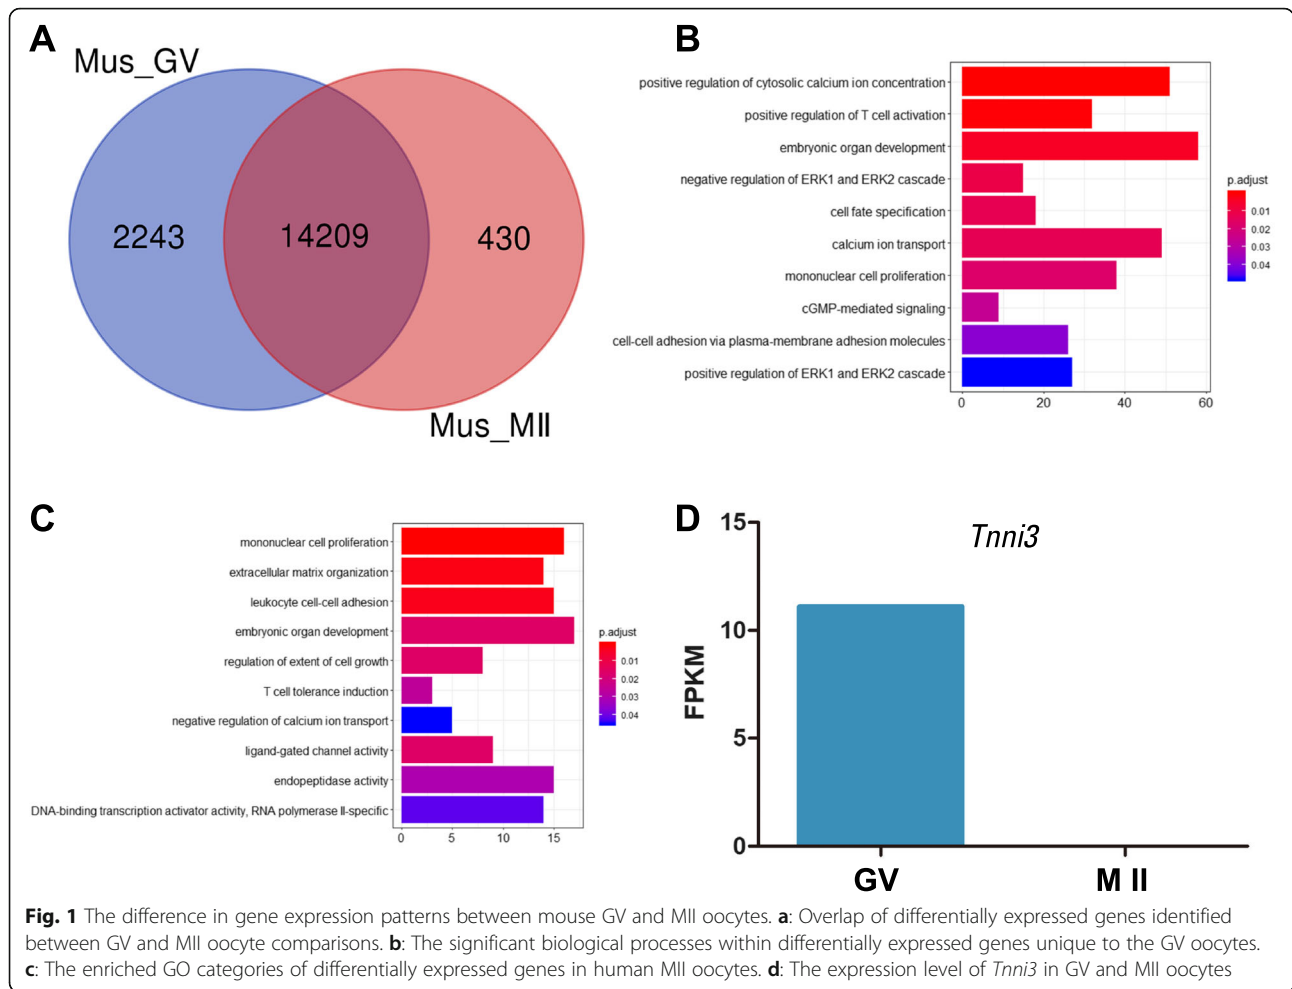 A
Mus_GV
2243
14209
430
Mus_MII
B
positive regulation of cytosolic calcium ion concentration
positive regulation of T cell activation
embryonic organ development
negative regulation of ERK1 and ERK2 cascade
cell fate specification
calcium ion transport
mononuclear cell proliferation
cGMP-mediated signaling
cell-cell adhesion via plasma-membrane adhesion molecules
positive regulation of ERK1 and ERK2 cascade
0 20 40 60
p.adjust
0.01
0.02
0.03
0.04
C
mononuclear cell proliferation
extracellular matrix organization
leukocyte cell-cell adhesion
embryonic organ development
regulation of extent of cell growth
T cell tolerance induction
negative regulation of calcium ion transport
ligand-gated channel activity
endopeptidase activity
DNA-binding transcription activator activity, RNA polymerase II-specific
0 5 10 15
p.adjust
0.01
0.02
0.03
0.04
D
Tnni3
FPKM
15
10
5
0
GV M II
Fig. 1 The difference in gene expression patterns between mouse GV and MII oocytes. a: Overlap of differentially expressed genes identified
between GV and MII oocyte comparisons. b: The significant biological processes within differentially expressed genes unique to the GV oocytes.
c: The enriched GO categories of differentially expressed genes in human MII oocytes. d: The expression level of Tnni3 in GV and MII oocytes